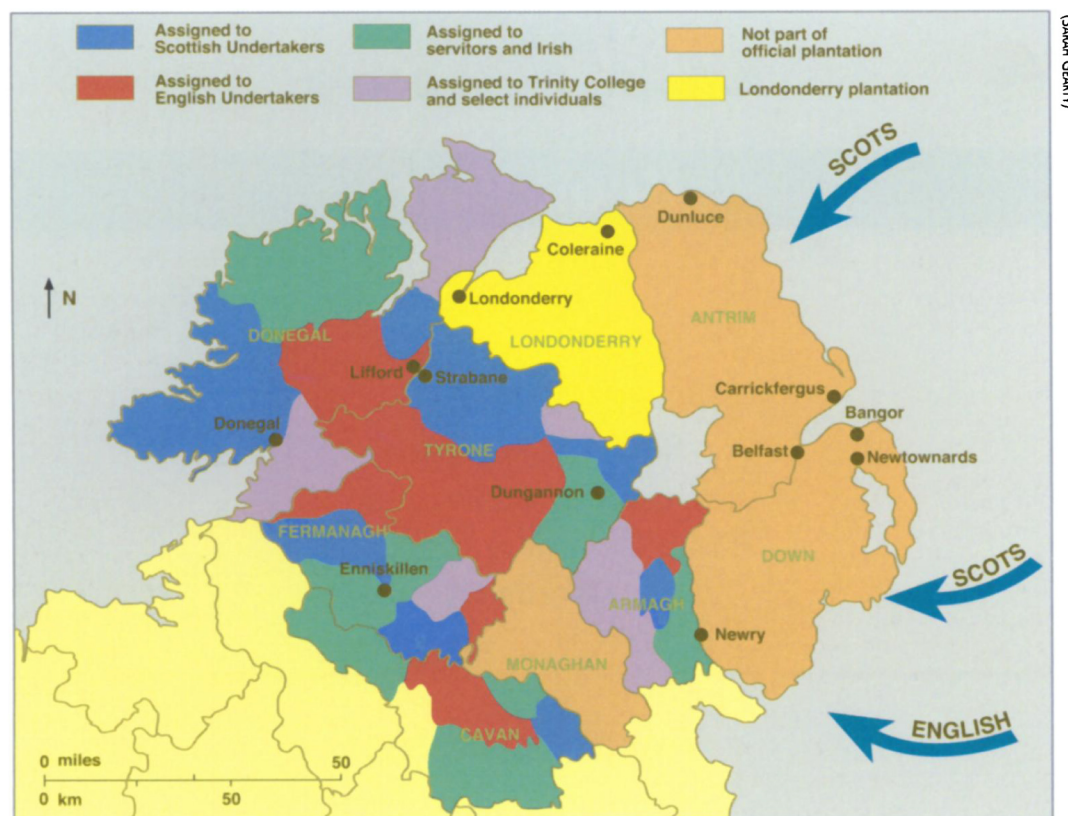 Assigned to
Scottish Undertakers
Assigned to
servitors and Irish
Not part of
official plantation
Assigned to
English Undertakers
Assigned to Trinity College
and select individuals
Londonderry plantation
SCOTS
Dunluce
Coleraine
N
Londonderry
ANTRIM
DONEGAL
LONDONDERRY
Lifford
Strabane
Carrickfergus
Bangor
Donegal
TYRONE
Belfast
Newtownards
Dungannon
FERMANAGH
DOWN
SCOTS
Enniskillen
ARMAGH
Newry
MONAGHAN
ENGLISH
CAVAN
0 miles 50
0 km 50